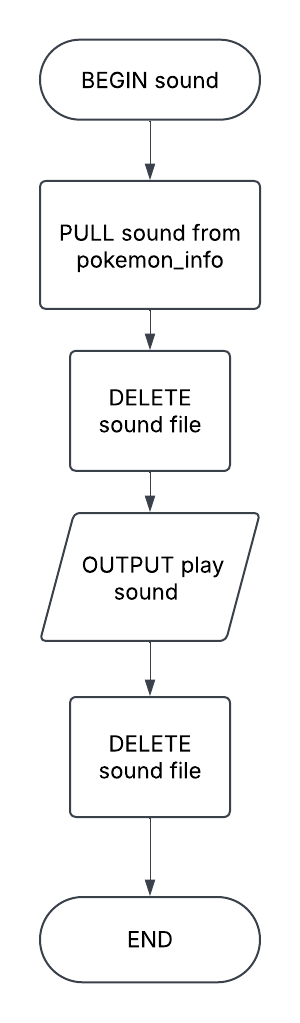 BEGIN sound
PULL sound from
pokemon_info
DELETE
sound file
OUTPUT play
sound
DELETE
sound file
END